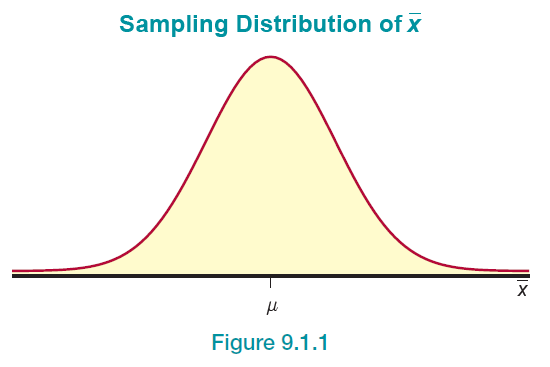 Sampling Distribution of x̅
x̅
μ
Figure 9.1.1